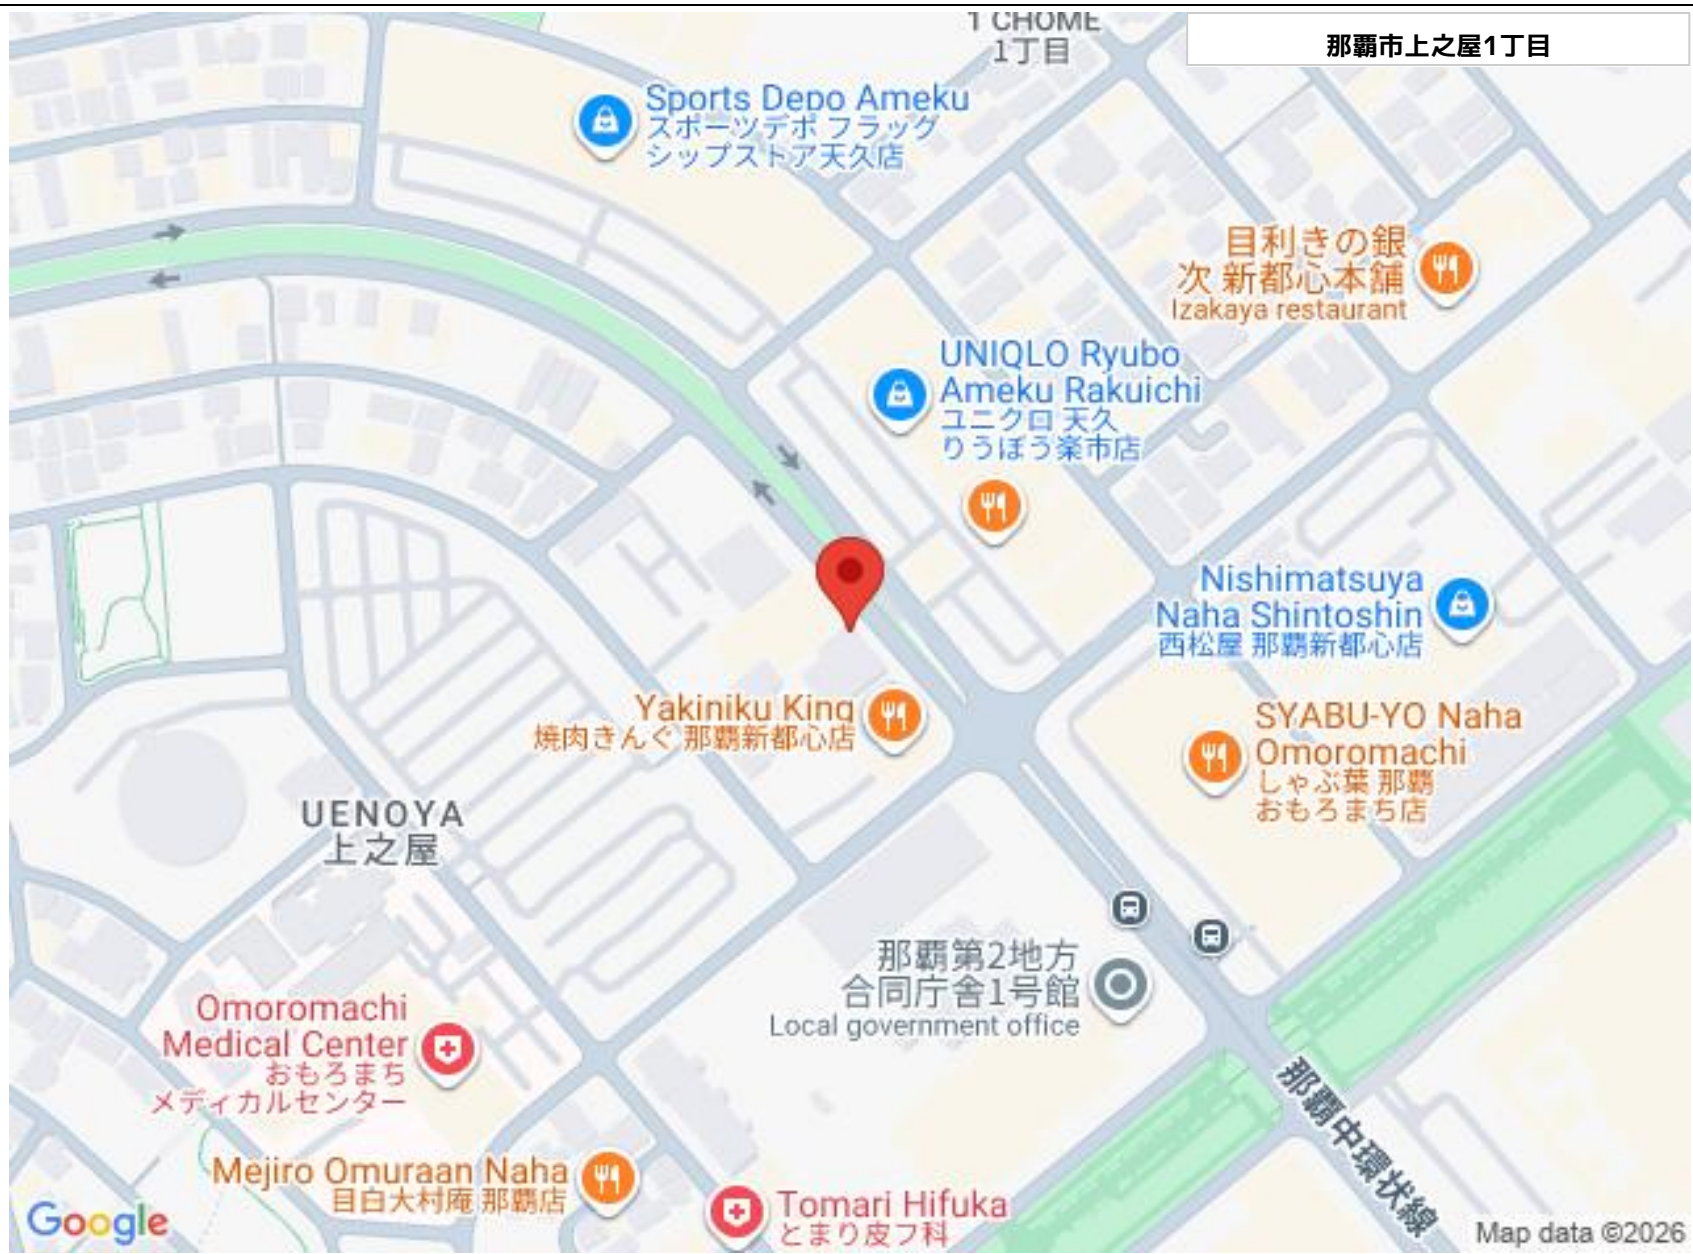 1 CHOME
1丁目
那覇市上之屋1丁目
Sports Depo Ameku
スポーツデポ フラッグ
シップストア天久店
目利きの銀
次 新都心本舗
Izakaya restaurant
UNIQLO Ryubo
Ameku Rakuichi
ユニクロ 天久
りうぼう楽市店
Nishimatsuya
Naha Shintoshin
西松屋 那覇新都心店
Yakiniku King
焼肉きんぐ 那覇新都心店
SYABU-YO Naha
Omoromachi
しゃぶ葉 那覇
おもろまち店
UENOYA
上之屋
那覇第2地方
合同庁舎1号館
Local government office
Omoromachi
Medical Center
おもろまち
メディカルセンター
那覇中環状線
Mejiro Omuraan Naha
目白大村庵 那覇店
Tomari Hifuka
とまり皮フ科
Google
Map data ©2026